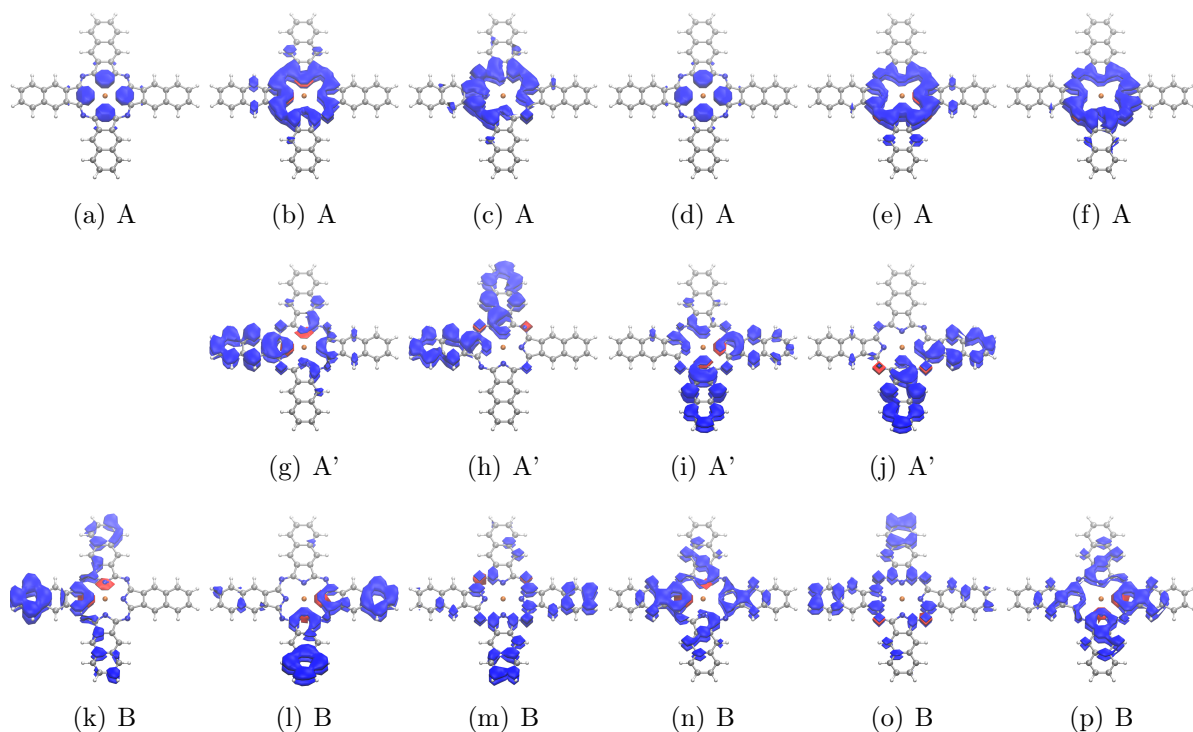 (a) A (b) A (c) A (d) A (e) A (f) A
(g) A' (h) A' (i) A' (j) A'
(k) B (l) B (m) B (n) B (o) B (p) B